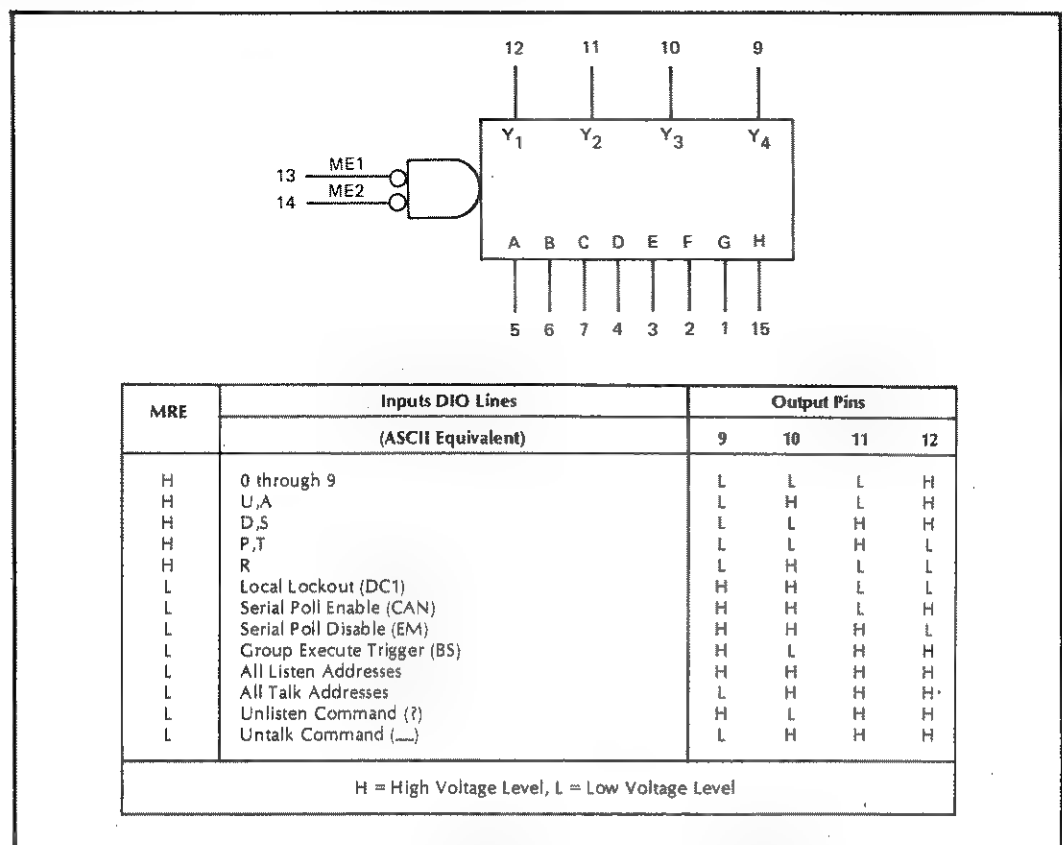 12 11 10 9
Y1 Y2 Y3 Y4
13 ME1
14 ME2
A B C D E F G H
5 6 7 4 3 2 1 15
MRE Inputs DIO Lines Output Pins
(ASCII Equivalent) 9 10 11 12
H 0 through 9 L L L H
H U,A L H L H
H D,S L L H H
H P,T L L H L
H R L H L L
L Local Lockout (DC1) H H L L
L Serial Poll Enable (CAN) H H L H
L Serial Poll Disable (EM) H H H L
L Group Execute Trigger (BS) H L H H
L All Listen Addresses H H H H
L All Talk Addresses L H H H
L Unlisten Command (?) H L H H
L Untalk Command (__) L H H H
H = High Voltage Level, L = Low Voltage Level